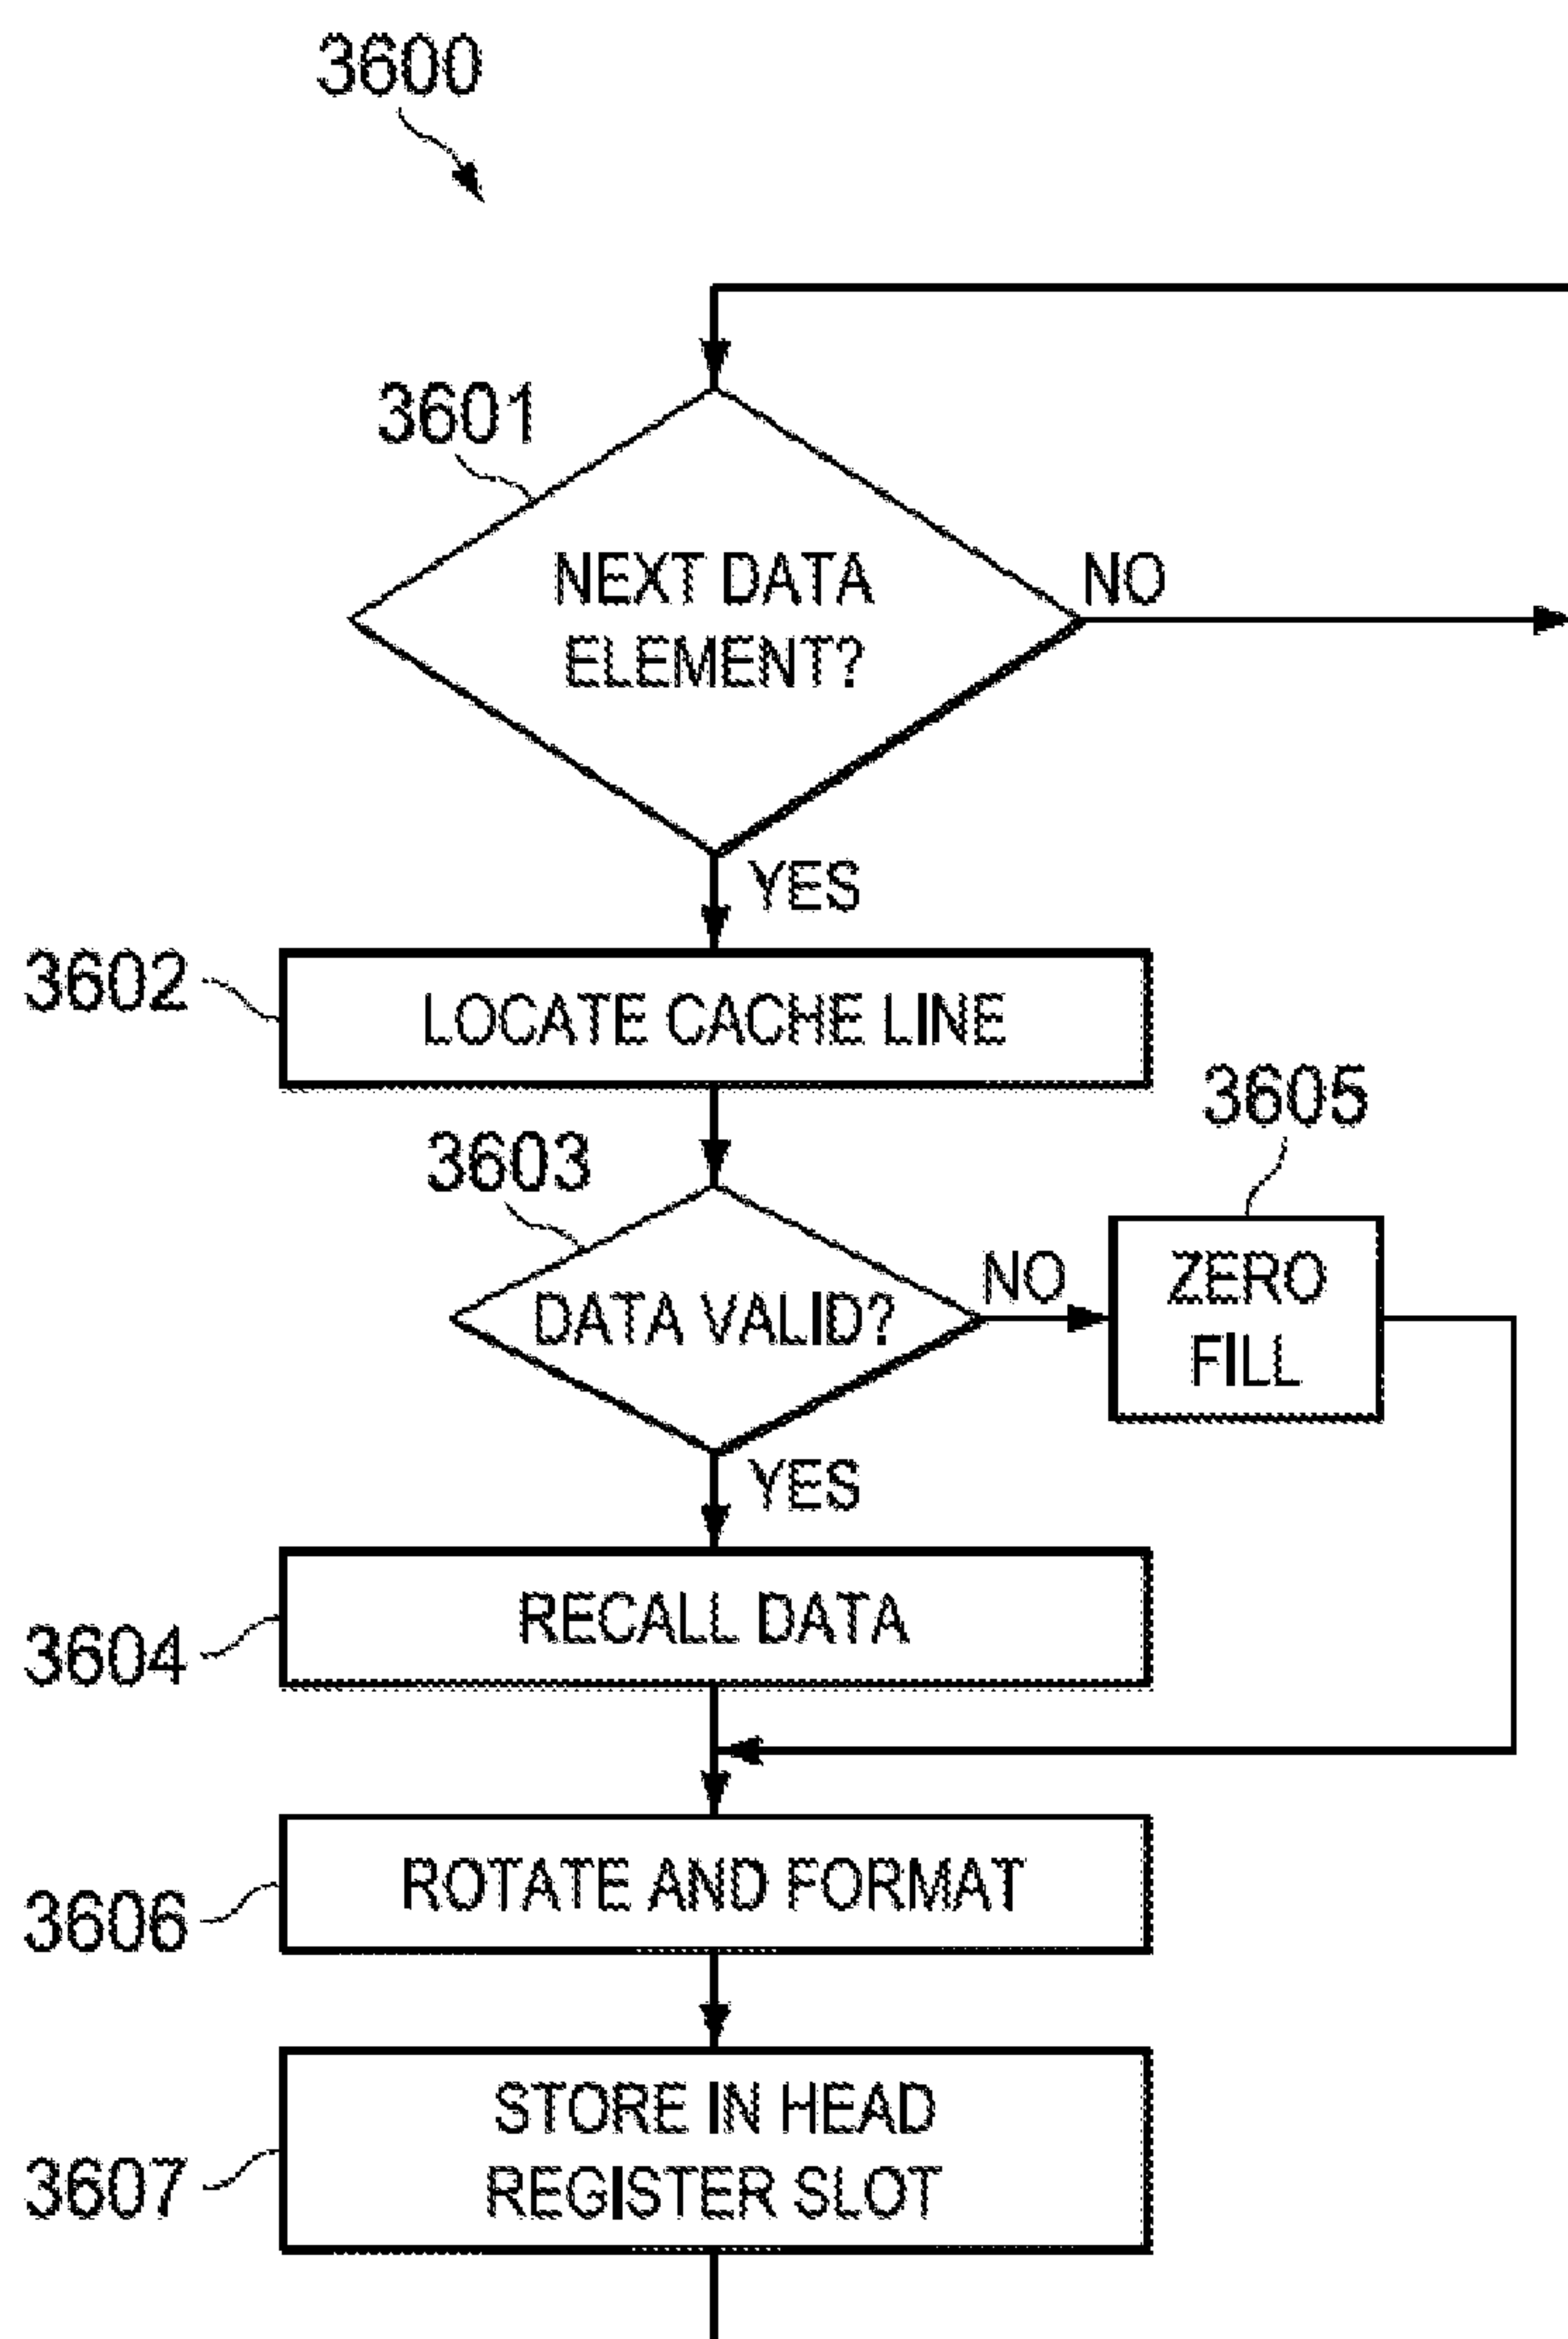 3600
3601
NEXT DATA
ELEMENT?
NO
YES
3602
LOCATE CACHE LINE
3605
3603
DATA VALID?
NO
ZERO
FILL
YES
3604
RECALL DATA
3606
ROTATE AND FORMAT
3607
STORE IN HEAD
REGISTER SLOT